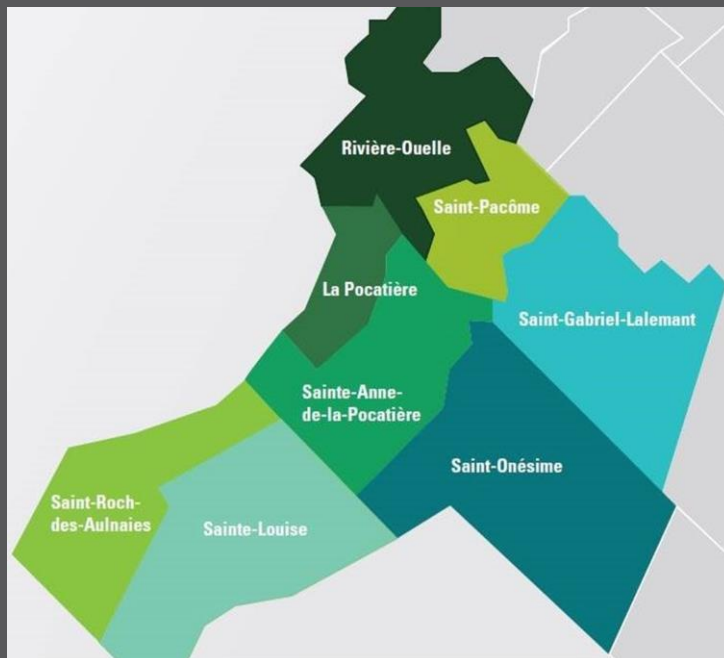 Rivière-Ouelle
Saint-Pacôme
La Pocatière
Saint-Gabriel-Lalemant
Sainte-Anne-
de-la-Pocatière
Saint-Onésime
Saint-Roch-
des-Aulnaies
Sainte-Louise